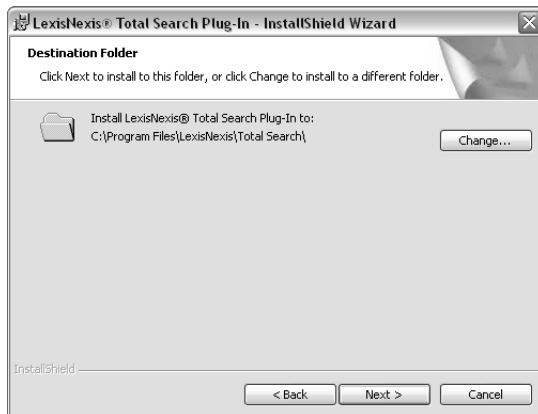 LexisNexis® Total Search Plug-In - InstallShield Wizard
Destination Folder
Click Next to install to this folder, or click Change to install to a different folder.
Install LexisNexis® Total Search Plug-In to:
C:\Program Files\LexisNexis\Total Search\
Change...
InstallShield
< Back
Next >
Cancel